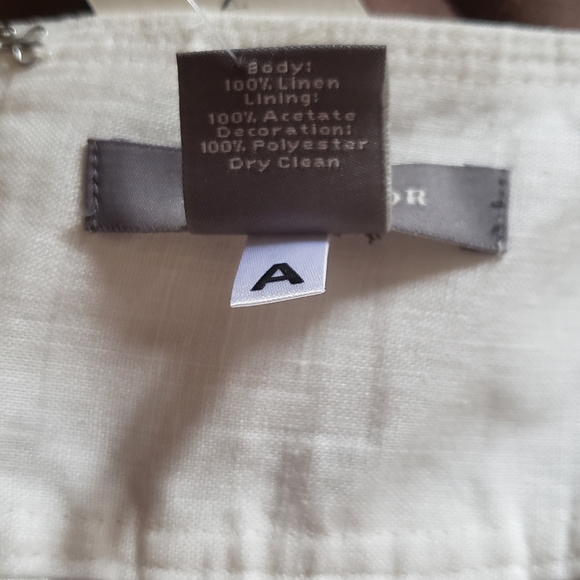 Body:
100% Linen
Lining:
100% Acetate
Decoration:
100% Polyester
Dry Clean
OR
A